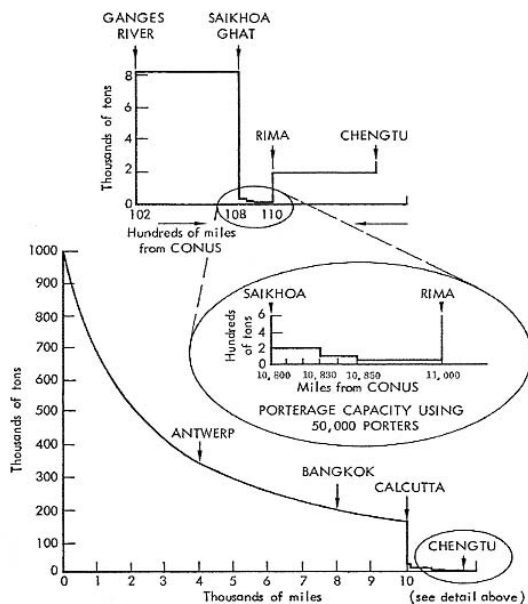 GANGES
RIVER
SAIKHOA
GHAT
RIMA
CHENGTU
Thousands of tons
8
6
4
2
0
102
108
110
Hundreds of miles
from CONUS
SAIKHOA
RIMA
Hundreds
of tons
6
4
2
0
10,800
10,830
10,850
11,000
Miles from CONUS
PORTERAGE CAPACITY USING
50,000 PORTERS
Thousands of tons
1000
900
800
700
600
500
400
300
200
100
0
ANTWERP
BANGKOK
CALCUTTA
CHENGTU
0 1 2 3 4 5 6 7 8 9 10
Thousands of miles
(see detail above)